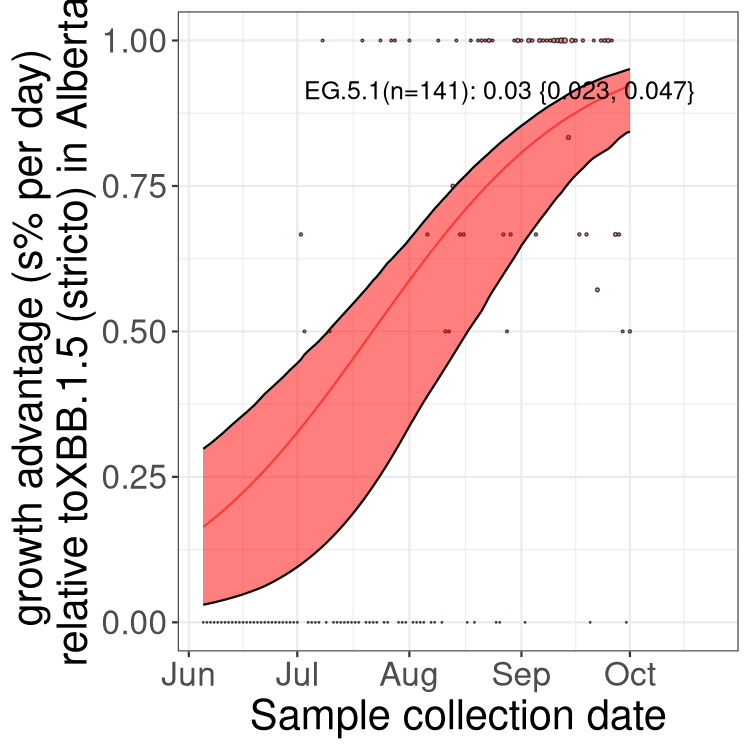 growth advantage (s% per day)
relative toXBB.1.5 (stricto) in Alberta
1.00
0.75
0.50
0.25
0.00
EG.5.1(n=141): 0.03 {0.023, 0.047}
Jun Jul Aug Sep Oct
Sample collection date